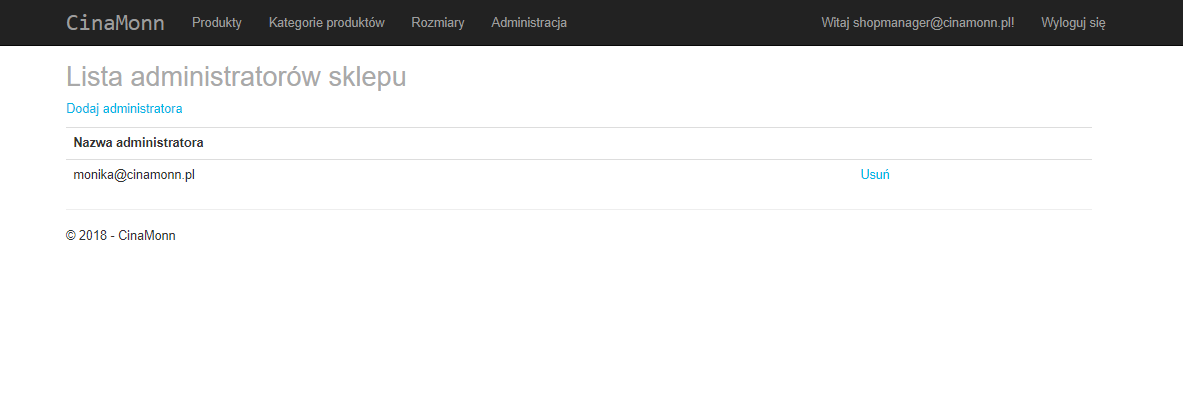 CinaMonn Produkty Kategorie produktów Rozmiary Administracja Witaj shopmanager@cinamonn.pl! Wyloguj się
Lista administratorów sklepu
Dodaj administratora
Nazwa administratora
monika@cinamonn.pl Usuń
© 2018 - CinaMonn